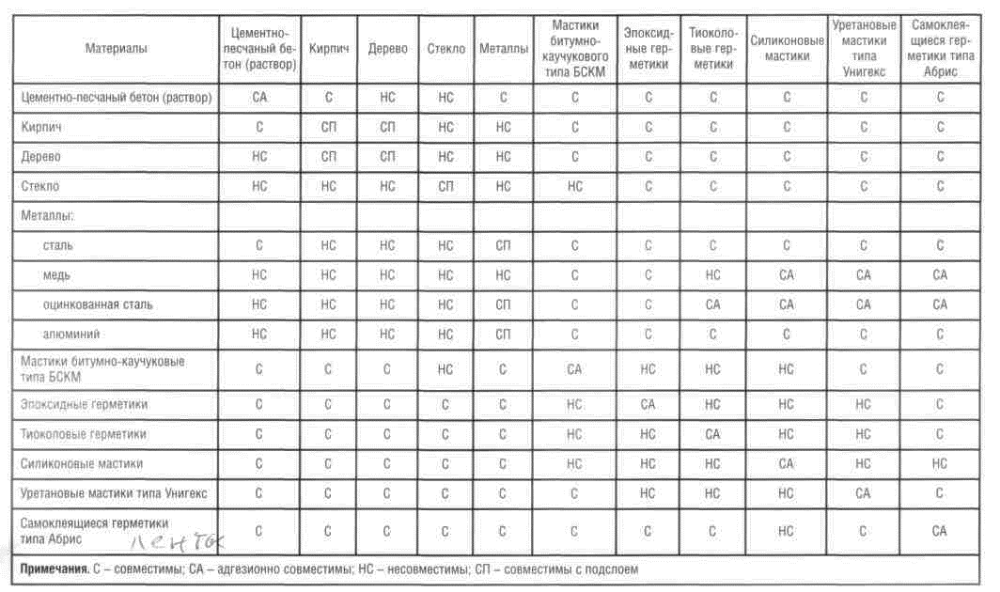 Материалы Цементно-песчаный бетон (раствор) Кирпич Дерево Стекло Металлы Мастики битумно-каучукового типа БСКМ Эпоксидные герметики Тиоколовые герметики Силиконовые мастики Уретановые мастики типа Унигекс Самоклеящиеся герметики типа Абрис
Цементно-песчаный бетон (раствор) СА С НС НС С С С С С С С
Кирпич С СП СП НС НС С С С С С С
Дерево НС СП СП НС НС С С С С С С
Стекло НС НС НС СП НС НС С С С С С
Металлы:
сталь С НС НС НС СП С С С С С С
медь НС НС НС НС НС С С НС СА СА СА
оцинкованная сталь НС НС НС НС СП С С СА СА СА СА
алюминий НС НС НС НС СП С С С С С С
Мастики битумно-каучуковые
типа БСКМ С С С НС С СА НС НС НС С С
Эпоксидные герметики С С С С С НС СА НС НС НС С
Тиоколовые герметики С С С С С НС НС СА НС НС С
Силиконовые мастики С С С С С НС НС НС СА НС НС
Уретановые мастики типа Унигекс С С С С С С НС НС НС СА С
Самоклеящиеся герметики
типа Абрис лента С С С С С С С С НС С СА
Примечания. С – совместимы; СА – адгезионно совместимы; НС – несовместимы; СП – совместимы с подслоем